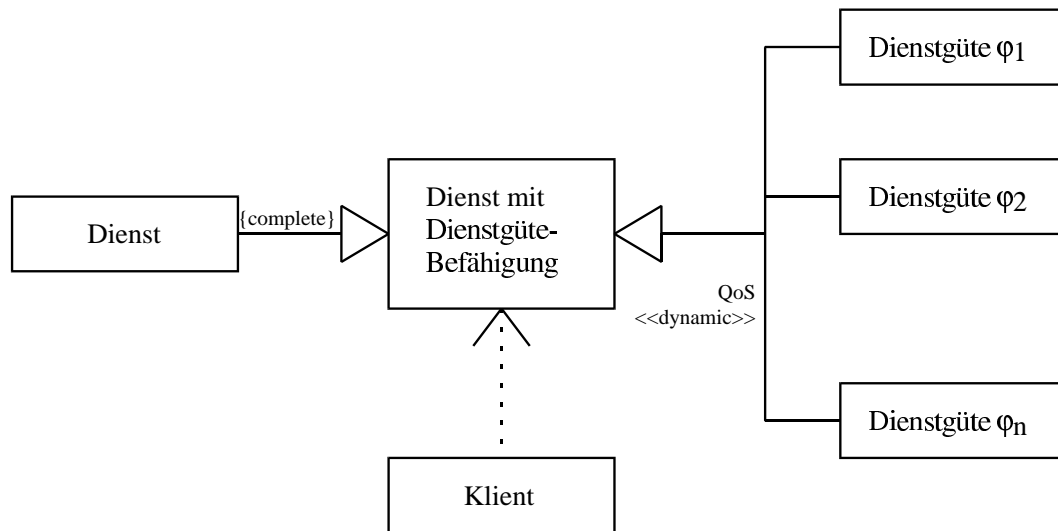 Dienstgüte φ1
Dienst
{complete}
Dienst mit
Dienstgüte-
Befähigung
Dienstgüte φ2
QoS
<<dynamic>>
Dienstgüte φn
Klient